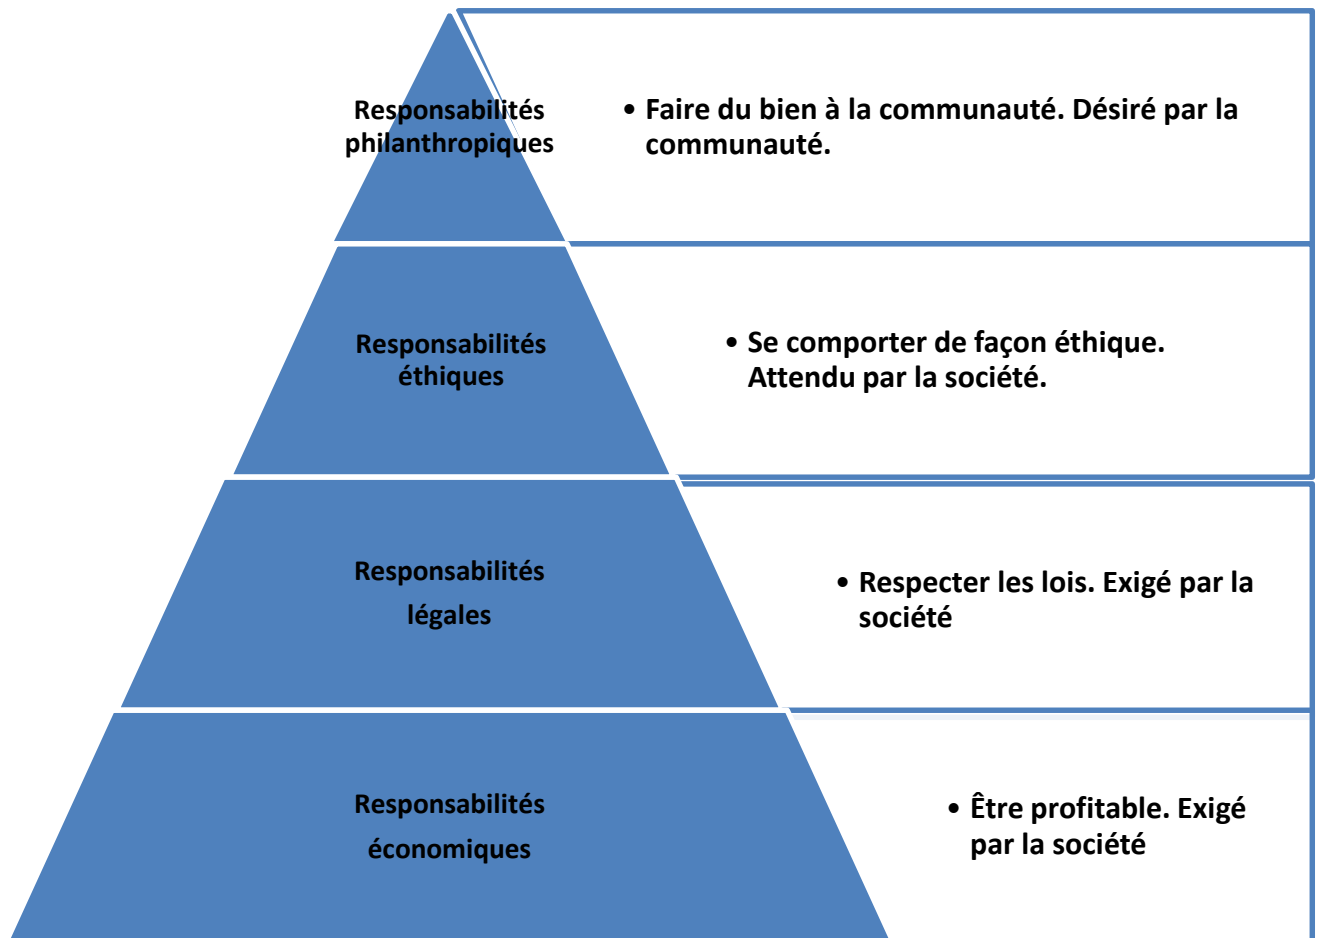 Responsabilités
philanthropiques
• Faire du bien à la communauté. Désiré par la
communauté.
Responsabilités
éthiques
• Se comporter de façon éthique.
Attendu par la société.
Responsabilités
légales
• Respecter les lois. Exigé par la
société
Responsabilités
économiques
• Être profitable. Exigé
par la société